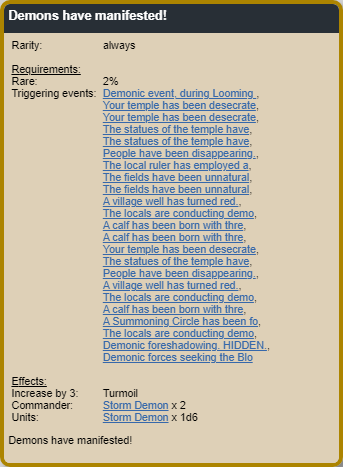 Demons have manifested!
Rarity: always
Requirements:
Rare: 2%
Triggering events: Demonic event, during Looming ,
Your temple has been desecrate,
Your temple has been desecrate,
The statues of the temple have,
The statues of the temple have,
People have been disappearing.,
The local ruler has employed a,
The fields have been unnatural,
The fields have been unnatural,
A village well has turned red.,
The locals are conducting demo,
A calf has been born with thre,
A calf has been born with thre,
Your temple has been desecrate,
The statues of the temple have,
People have been disappearing.,
A village well has turned red.,
The locals are conducting demo,
A calf has been born with thre,
A Summoning Circle has been fo,
The locals are conducting demo,
Demonic foreshadowing. HIDDEN.,
Demonic forces seeking the Blo
Effects:
Increase by 3: Turmoil
Commander: Storm Demon x 2
Units: Storm Demon x 1d6
Demons have manifested!